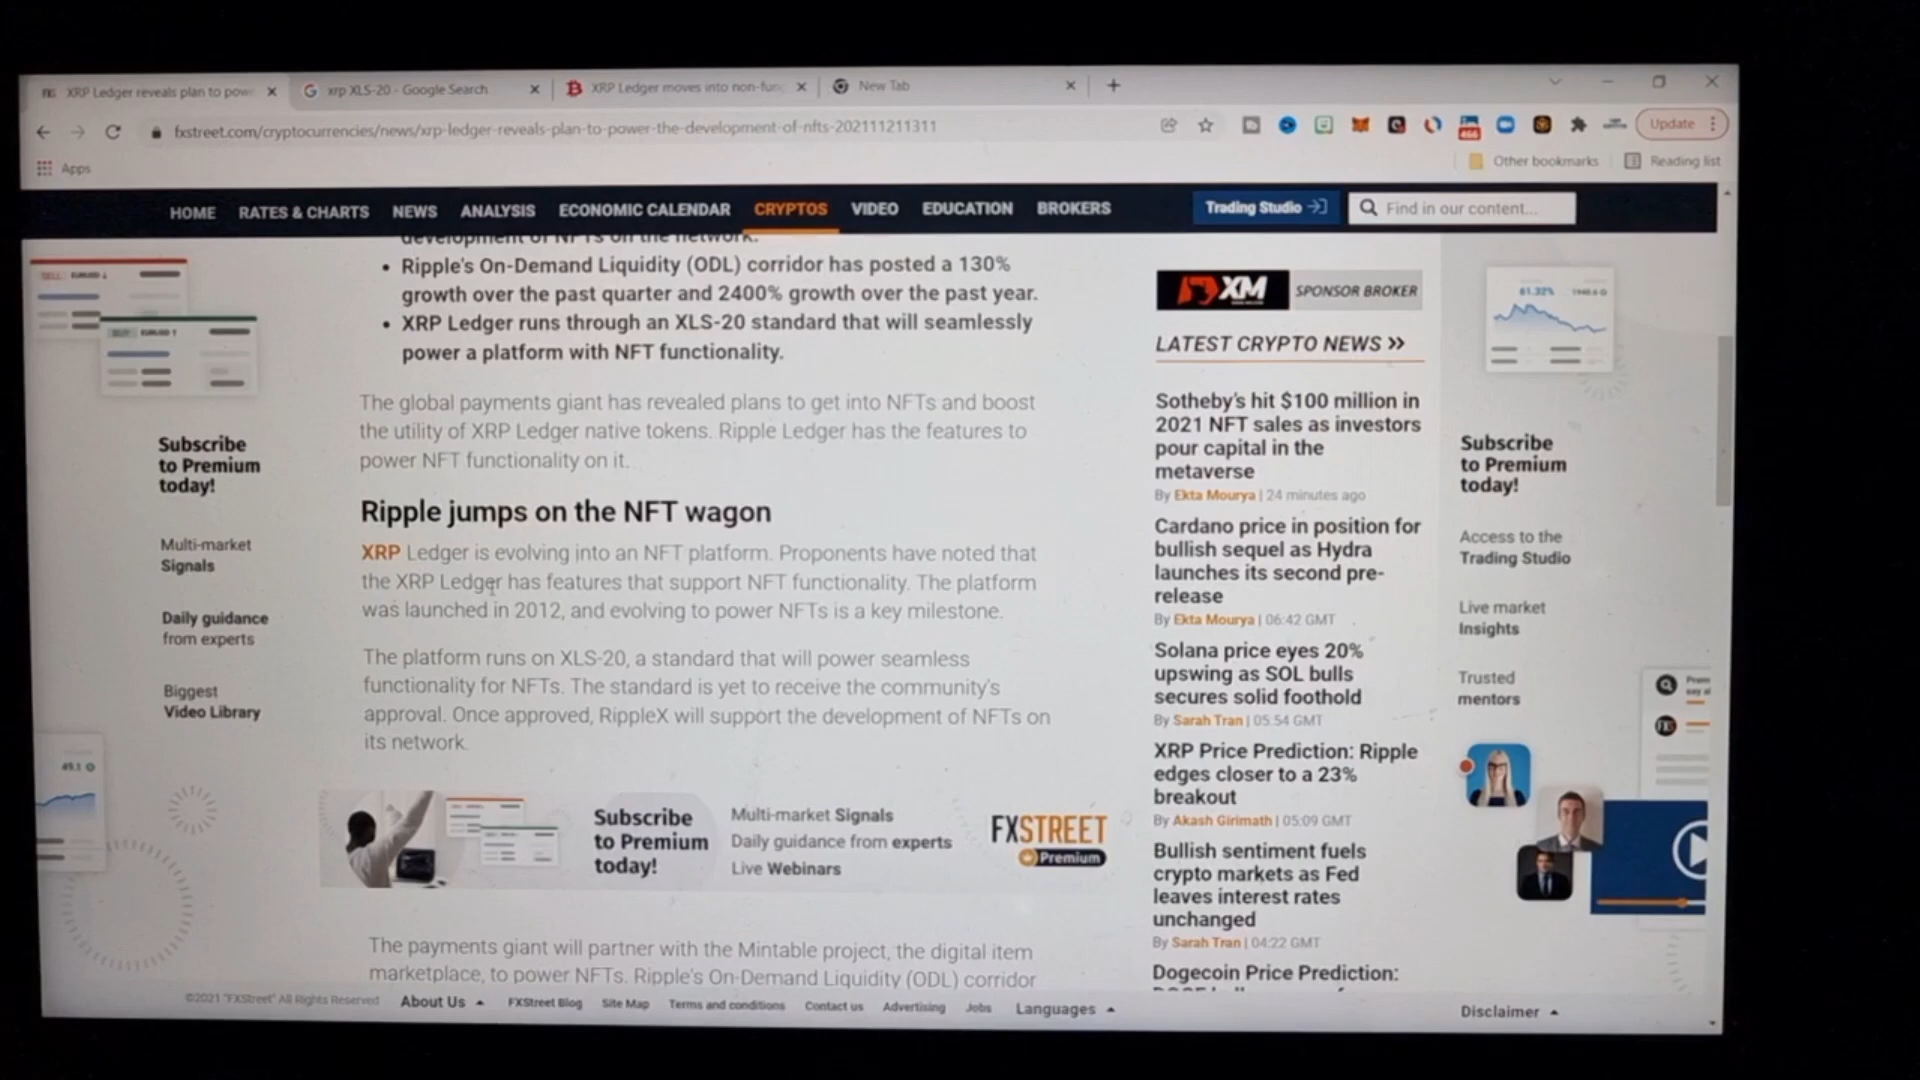 XRP Ledger reveals plan to powe
xrp XLS-20 - Google Search
XRP Ledger moves into non-fun
New Tab
fxstreet.com/cryptocurrencies/news/xrp-ledger-reveals-plan-to-power-the-development-of-nfts-202111211311
466
Update
Apps
Other bookmarks
Reading list
HOME
RATES & CHARTS
NEWS
ANALYSIS
ECONOMIC CALENDAR
CRYPTOS
VIDEO
EDUCATION
BROKERS
Trading Studio
Find in our content...
development of NFTs on the network.
• Ripple's On-Demand Liquidity (ODL) corridor has posted a 130%
growth over the past quarter and 2400% growth over the past year.
• XRP Ledger runs through an XLS-20 standard that will seamlessly
power a platform with NFT functionality.
The global payments giant has revealed plans to get into NFTs and boost
the utility of XRP Ledger native tokens. Ripple Ledger has the features to
power NFT functionality on it.
Ripple jumps on the NFT wagon
XRP Ledger is evolving into an NFT platform. Proponents have noted that
the XRP Ledger has features that support NFT functionality. The platform
was launched in 2012, and evolving to power NFTs is a key milestone.
The platform runs on XLS-20, a standard that will power seamless
functionality for NFTs. The standard is yet to receive the community's
approval. Once approved, RippleX will support the development of NFTs on
its network.
Subscribe
to Premium
today!
Multi-market Signals
Daily guidance from experts
Live Webinars
FXSTREET
Premium
The payments giant will partner with the Mintable project, the digital item
marketplace, to power NFTs. Ripple's On-Demand Liquidity (ODL) corridor
SELL EURUSD
BUY EURUSD
Subscribe
to Premium
today!
Multi-market
Signals
Daily guidance
from experts
Biggest
Video Library
49.1
XM
SPONSOR BROKER
LATEST CRYPTO NEWS »
Sotheby's hit $100 million in
2021 NFT sales as investors
pour capital in the
metaverse
By Ekta Mourya | 24 minutes ago
Cardano price in position for
bullish sequel as Hydra
launches its second pre-
release
By Ekta Mourya | 06:42 GMT
Solana price eyes 20%
upswing as SOL bulls
secures solid foothold
By Sarah Tran | 05:54 GMT
XRP Price Prediction: Ripple
edges closer to a 23%
breakout
By Akash Girimath | 05:09 GMT
Bullish sentiment fuels
crypto markets as Fed
leaves interest rates
unchanged
By Sarah Tran | 04:22 GMT
Dogecoin Price Prediction:
61.32%
Subscribe
to Premium
today!
Access to the
Trading Studio
Live market
Insights
Trusted
mentors
©2021 "FXStreet" All Rights Reserved
About Us
FXStreet Blog
Site Map
Terms and conditions
Contact us
Advertising
Jobs
Languages
Disclaimer